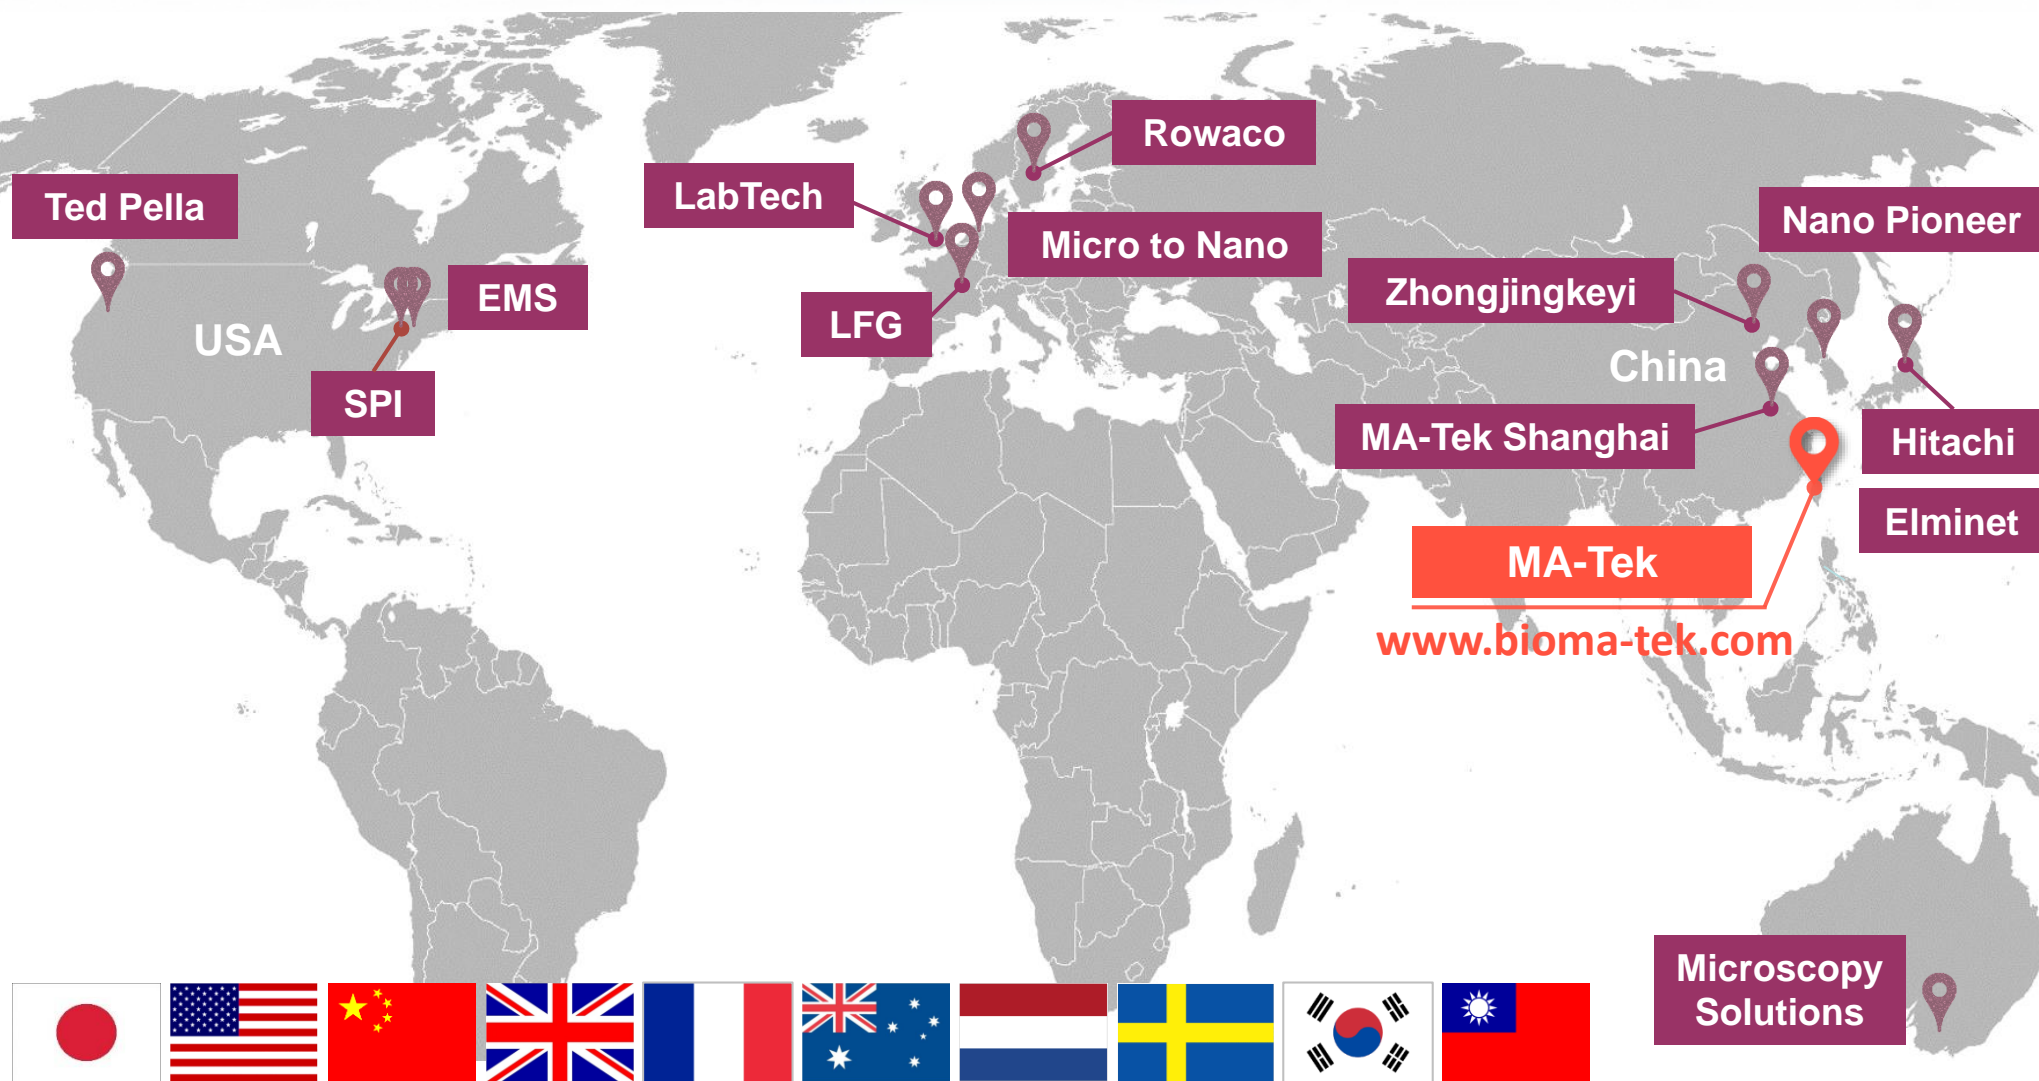 Rowaco
LabTech
Ted Pella
Nano Pioneer
Micro to Nano
EMS
Zhongjingkeyi
LFG
USA
China
SPI
MA-Tek Shanghai
Hitachi
Elminet
MA-Tek
www.bioma-tek.com
Microscopy
Solutions